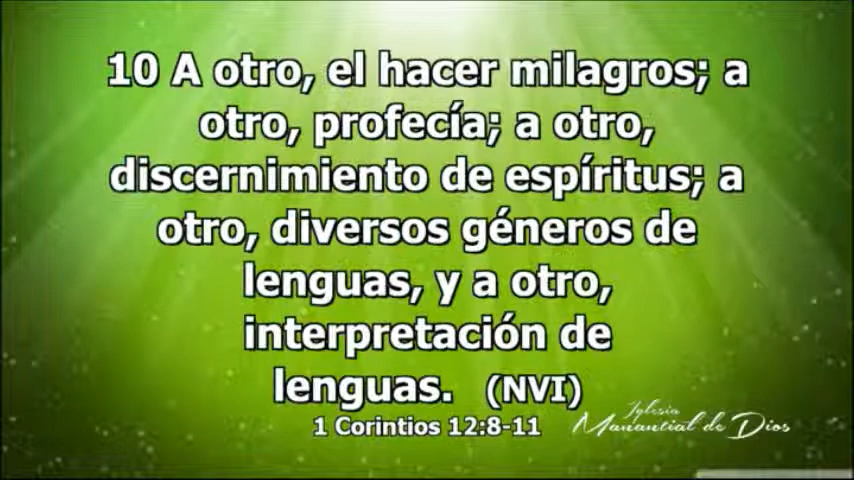 10 A otro, el hacer milagros; a
otro, profecía; a otro,
discernimiento de espíritus; a
otro, diversos géneros de
lenguas, y a otro,
interpretación de
lenguas. (NVI)
1 Corintios 12:8-11
Iglesia
Manantial de Dios